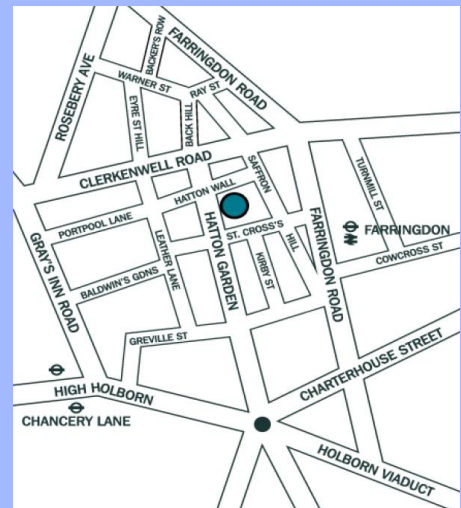 BACKER'S ROW
FARRINGDON ROAD
ROSEBERY AVE
WARNER ST
RAY ST
EYRE ST HILL
BACK HILL
CLERKENWELL ROAD
SAFFRON
HILL
TURNMILL ST
HATTON WALL
PORTPOOL LANE
GRAY'S INN ROAD
LEATHER LANE
HATTON GARDEN
ST. CROSS'S
FARRINGDON ROAD
FARRINGDON
COWCROSS ST
KIRBY ST
BALDWIN'S GDNS
GREVILLE ST
CHARTERHOUSE STREET
HIGH HOLBORN
CHANCERY LANE
HOLBORN VIADUCT